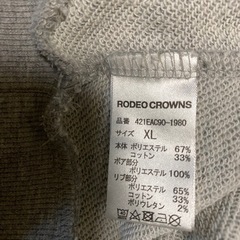 RODEO CROWNS
品番 421EAC90-1980
サイズ XL
本体 ポリエステル 67%
コットン 33%
ボア部分
ポリエステル 100%
リブ部分
ポリエステル 65%
コットン 33%
ポリウレタン 2%